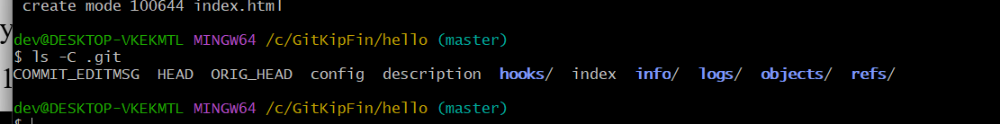 create mode 100644 index.html
y
dev@DESKTOP-VKEKMTL MINGW64 /c/GitKipFin/hello (master)
$ ls -C .git
1
COMMIT_EDITMSG  HEAD  ORIG_HEAD  config  description  hooks/  index  info/  logs/  objects/  refs/
dev@DESKTOP-VKEKMTL MINGW64 /c/GitKipFin/hello (master)
$